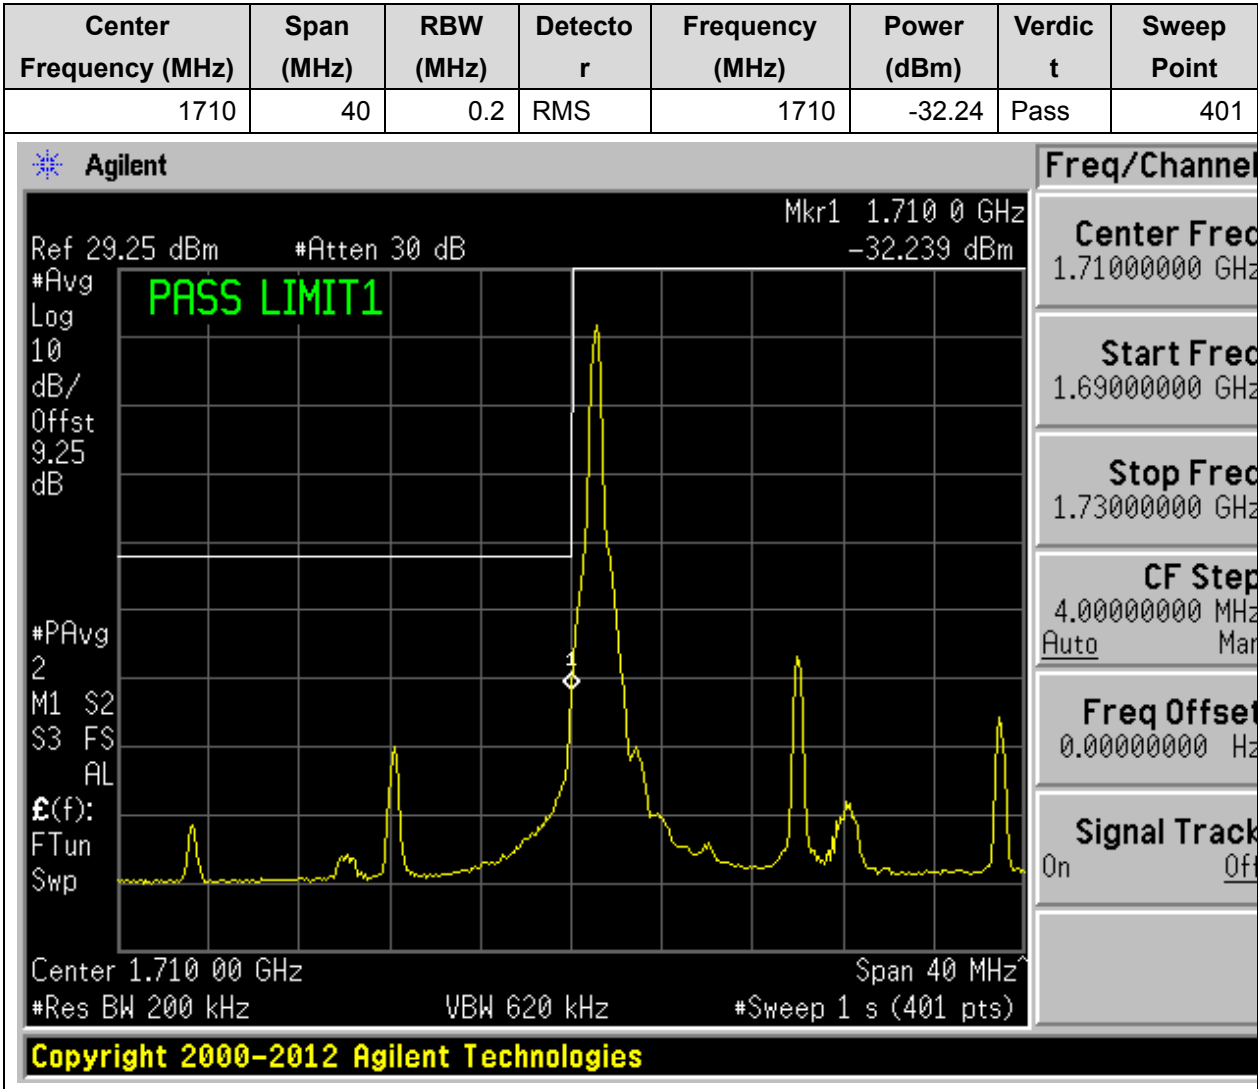 Center Frequency (MHz) Span (MHz) RBW (MHz) Detector Frequency (MHz) Power (dBm) Verdict Sweep Point
1710 40 0.2 RMS 1710 -32.24 Pass 401
Agilent
Freq/Channel
Mkr1 1.710 0 GHz
Ref 29.25 dBm #Atten 30 dB -32.239 dBm
#Avg
Log
10
dB/
Offst
9.25
dB
PASS LIMIT1
1
#PAvg
2
M1 S2
S3 FS
AL
£(f):
FTun
Swp
Center 1.710 00 GHz Span 40 MHz^
#Res BW 200 kHz VBW 620 kHz #Sweep 1 s (401 pts)
Center Freq
1.71000000 GHz
Start Freq
1.69000000 GHz
Stop Freq
1.73000000 GHz
CF Step
4.00000000 MHz
Auto Man
Freq Offset
0.00000000 Hz
Signal Track
On Off
Copyright 2000-2012 Agilent Technologies